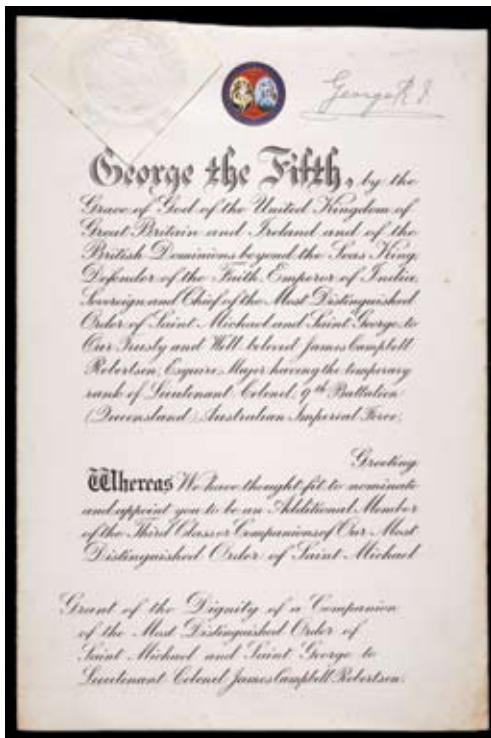 George R. I.
George the Fifth, by the
Grace of God of the United Kingdom of
Great Britain and Ireland and of the
British Dominions beyond the Seas King,
Defender of the Faith, Emperor of India,
Sovereign and Chief of the Most Distinguished
Order of Saint Michael and Saint George, to
Our Trusty and Well beloved James Campbell
Robertson, Esquire, Major having the temporary
rank of Lieutenant Colonel, 9th Battalion
(Queensland) Australian Imperial Force,
Greeting
Whereas We have thought fit to nominate
and appoint you to be an Additional Member
of the Third Class or Companions of Our Most
Distinguished Order of Saint Michael
Grant of the Dignity of a Companion
of the Most Distinguished Order of
Saint Michael and Saint George to
Lieutenant Colonel James Campbell Robertson.